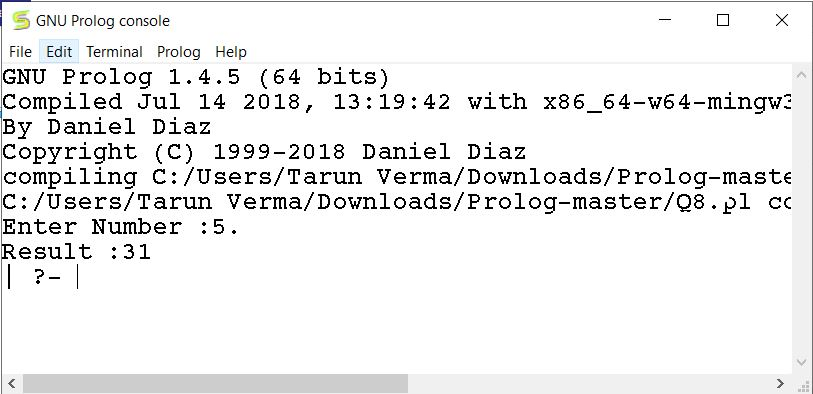 GNU Prolog console
File Edit Terminal Prolog Help
GNU Prolog 1.4.5 (64 bits)
Compiled Jul 14 2018, 13:19:42 with x86_64-w64-mingw3
By Daniel Diaz
Copyright (C) 1999-2018 Daniel Diaz
compiling C:/Users/Tarun Verma/Downloads/Prolog-maste
C:/Users/Tarun Verma/Downloads/Prolog-master/Q8.pl co
Enter Number :5.
Result :31
| ?-